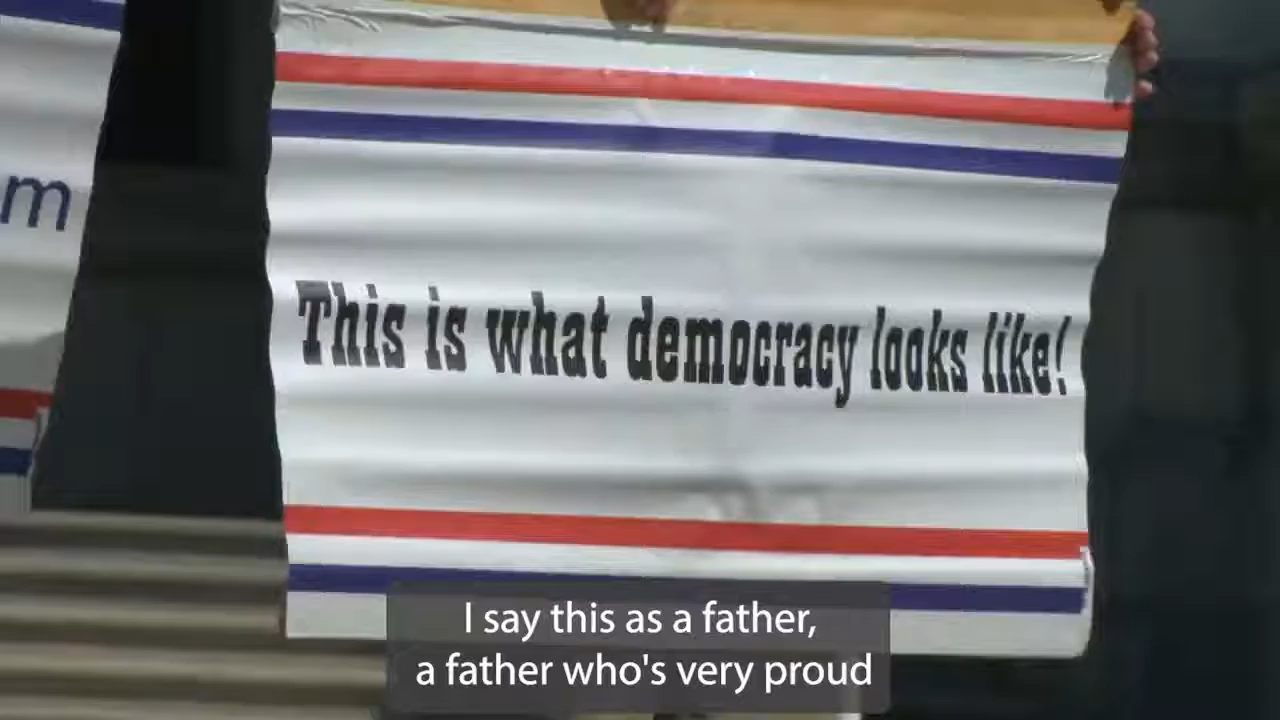 m
This is what democracy looks like!
I say this as a father,
a father who's very proud